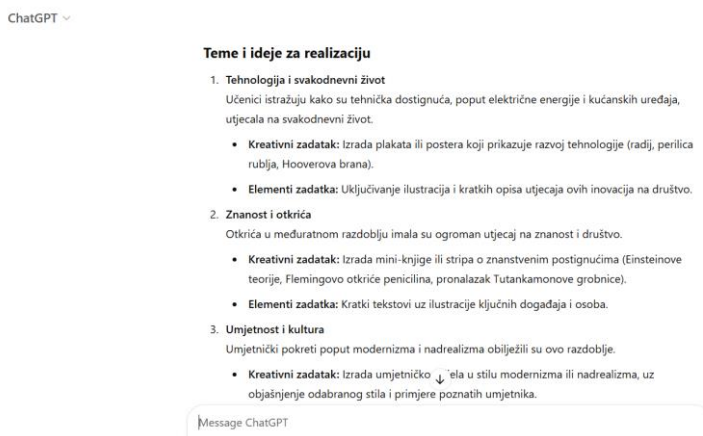 ChatGPT
Teme i ideje za realizaciju
1. Tehnologija i svakodnevni život
Učenici istražuju kako su tehnička dostignuća, poput električne energije i kućanskih uređaja,
utjecala na svakodnevni život.
• Kreativni zadatak: Izrada plakata ili postera koji prikazuje razvoj tehnologije (radij, perilica
rublja, Hooverova brana).
• Elementi zadatka: Uključivanje ilustracija i kratkih opisa utjecaja ovih inovacija na društvo.
2. Znanost i otkrića
Otkrića u međuratnom razdoblju imala su ogroman utjecaj na znanost i društvo.
• Kreativni zadatak: Izrada mini-knjige ili stripa o znanstvenim postignućima (Einsteinove
teorije, Flemingovo otkriće penicilina, pronalazak Tutankamonove grobnice).
• Elementi zadatka: Kratki tekstovi uz ilustracije ključnih događaja i osoba.
3. Umjetnost i kultura
Umjetnički pokreti poput modernizma i nadrealizma obilježili su ovo razdoblje.
• Kreativni zadatak: Izrada umjetničko ela u stilu modernizma ili nadrealizma, uz
objašnjenje odabranog stila i primjere poznatih umjetnika.
Message ChatGPT